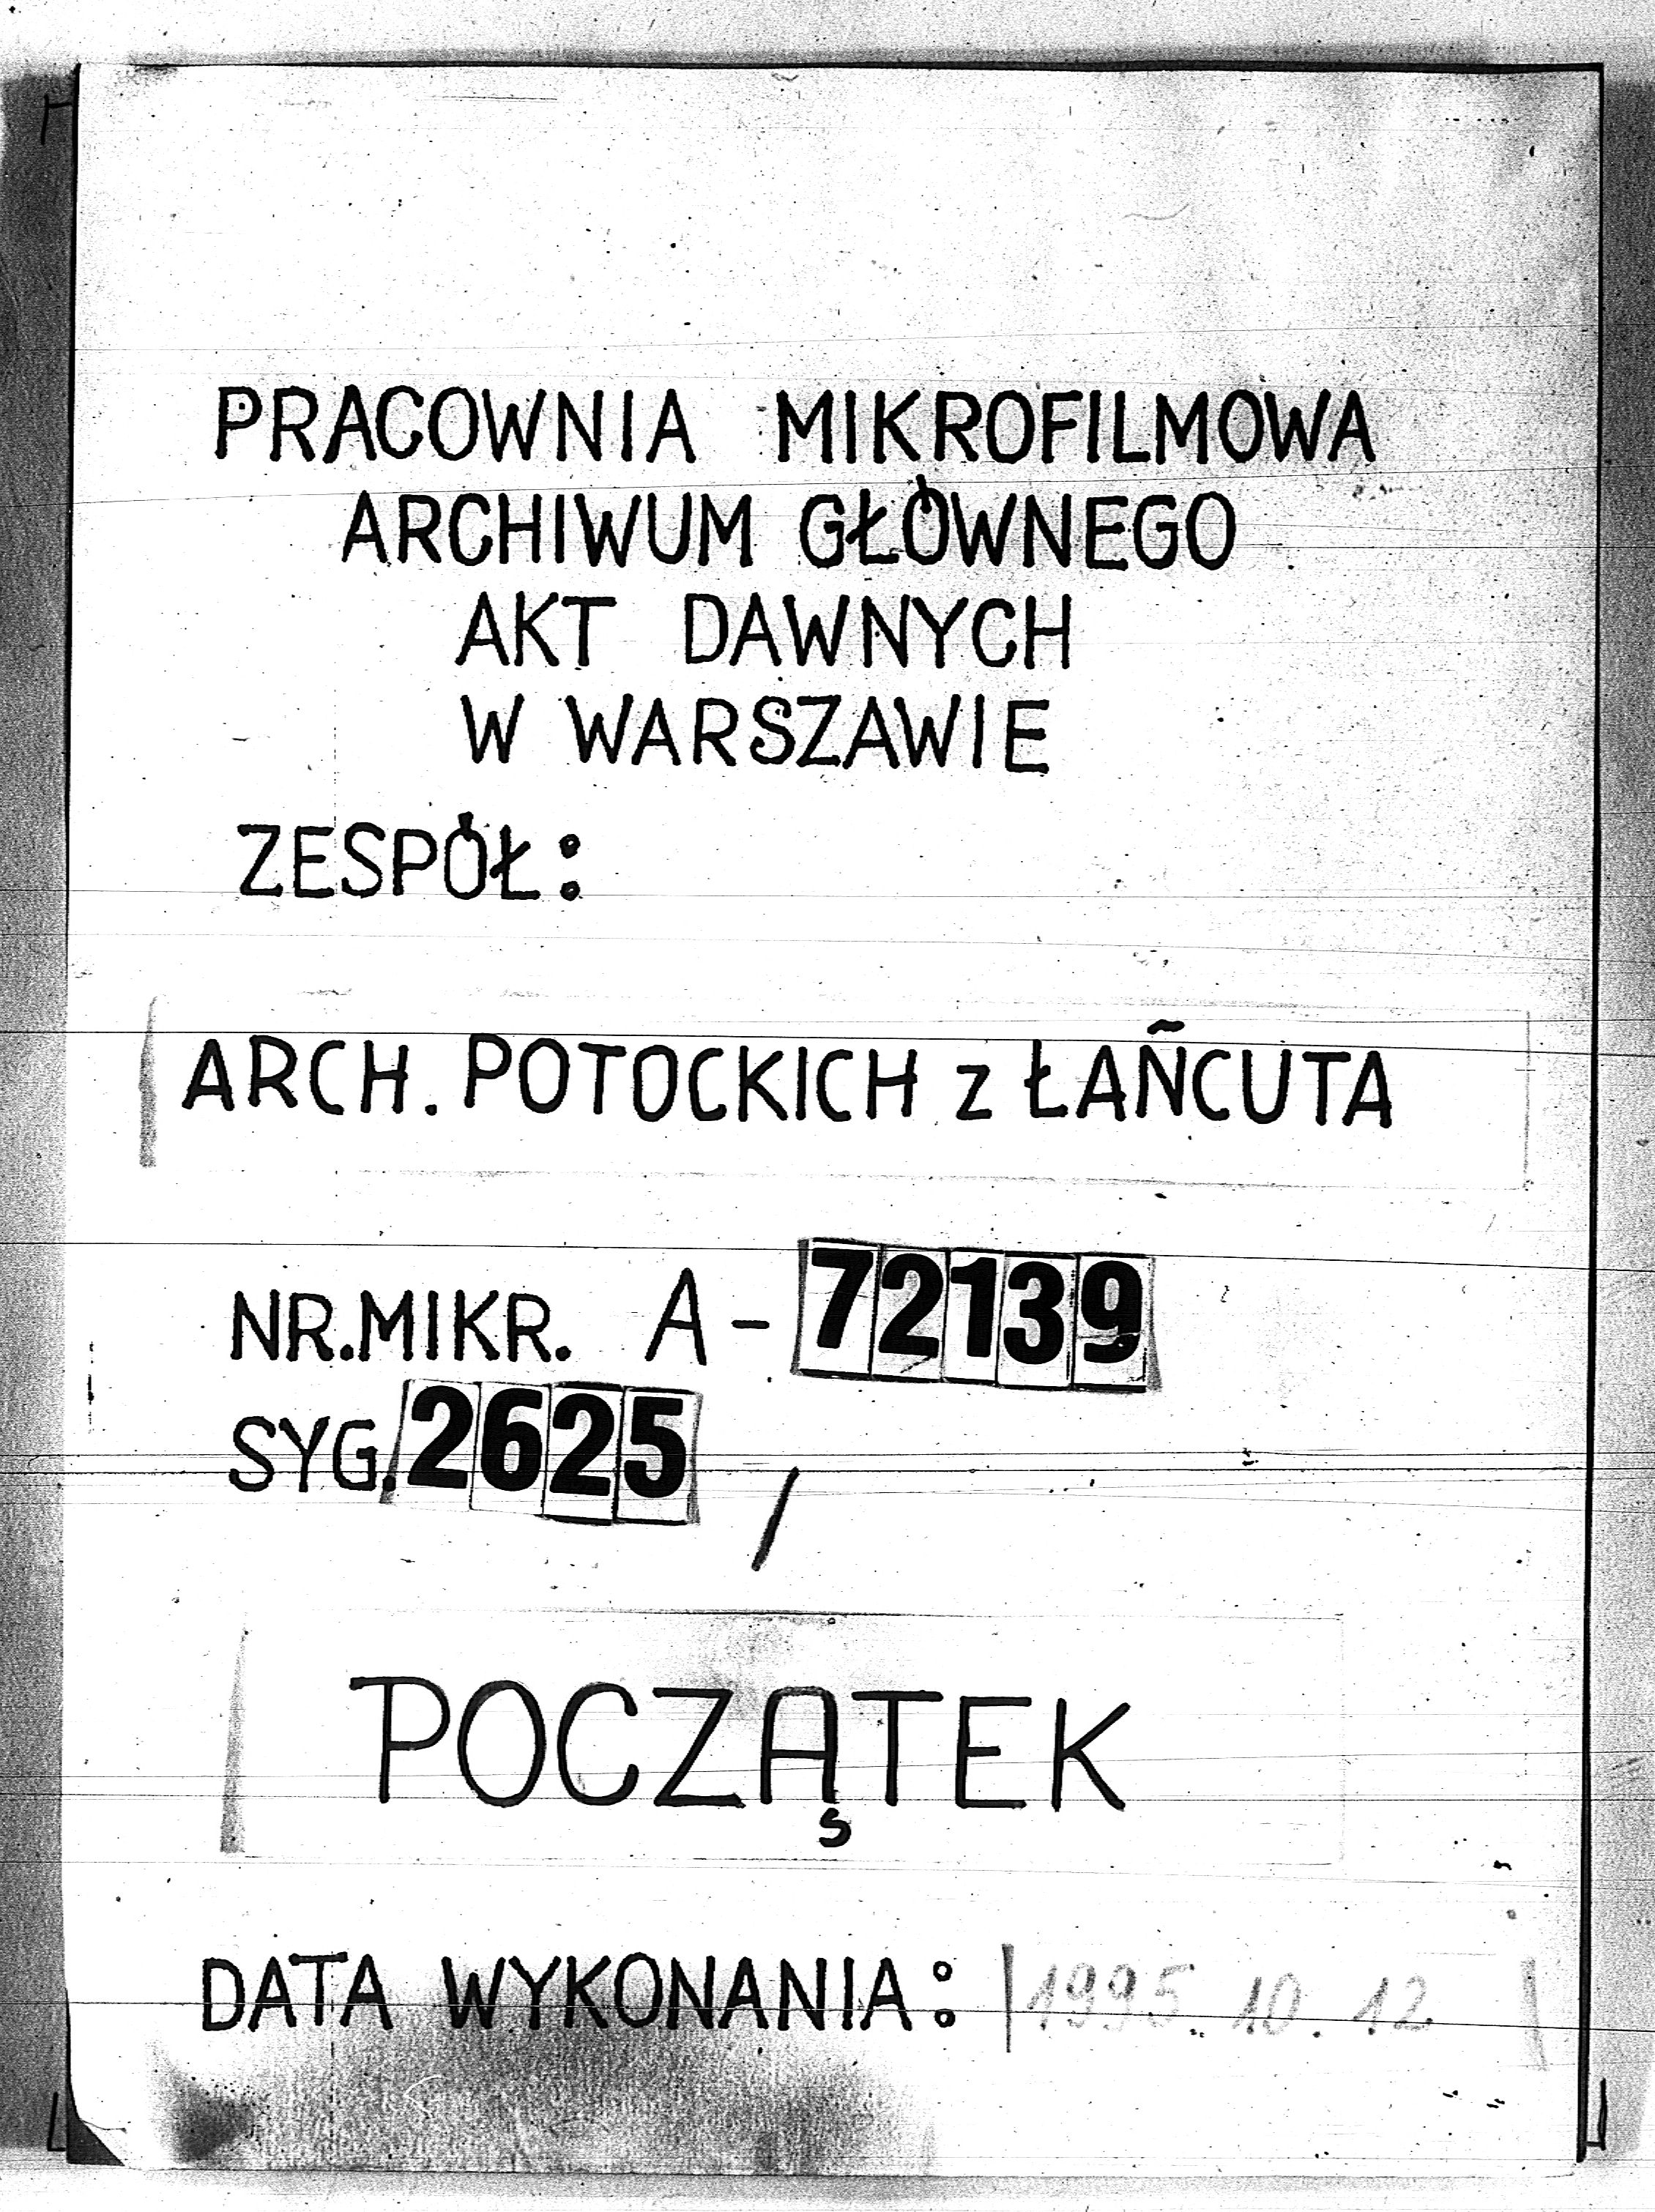 PRACOWNIA MIKROFILMOWA
ARCHIWUM GŁÓWNEGO
AKT DAWNYCH
W WARSZAWIE
ZESPÓŁ:
ARCH. POTOCKICH z ŁAŃCUTA
NR.MIKR. A-72139
SYG.2625 /
POCZĄTEK
DATA WYKONANIA: 1995.10.12